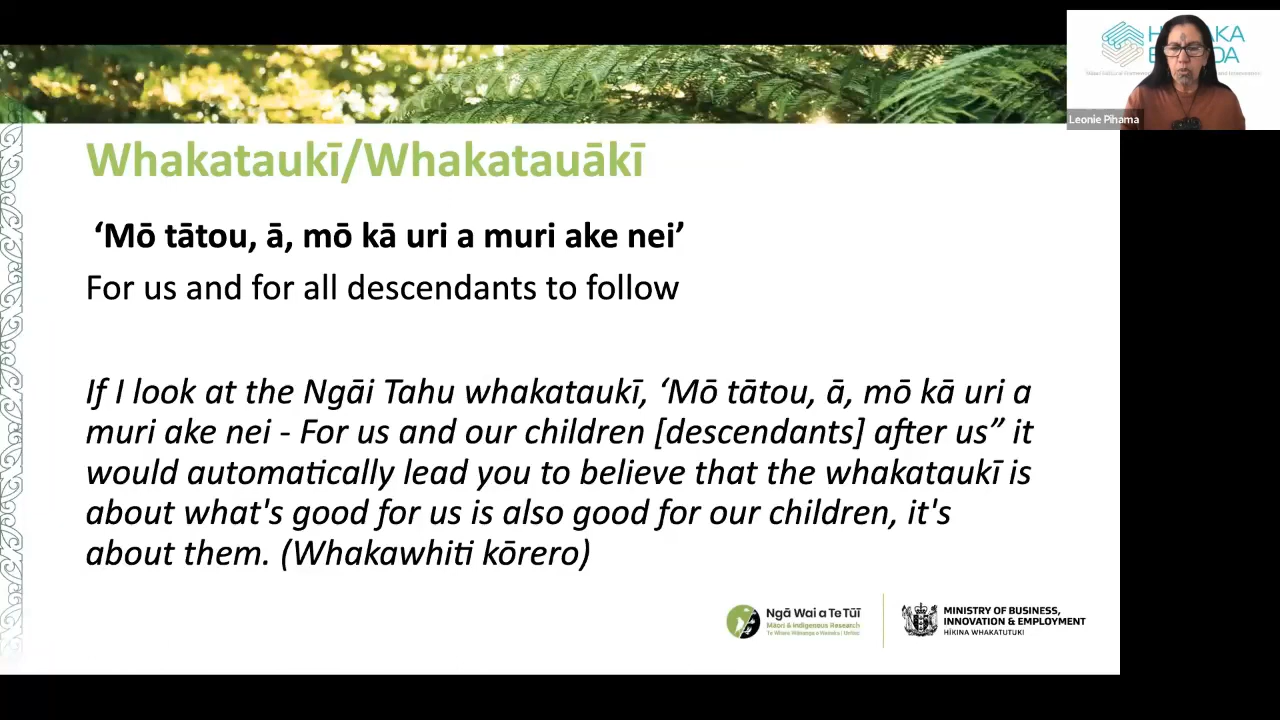 Whakataukī/Whakatauākī
‘Mō tātou, ā, mō kā uri a muri ake nei’
For us and for all descendants to follow
If I look at the Ngāi Tahu whakataukī, ‘Mō tātou, ā, mō kā uri a
muri ake nei - For us and our children [descendants] after us” it
would automatically lead you to believe that the whakataukī is
about what's good for us is also good for our children, it's
about them. (Whakawhiti kōrero)
Ngā Wai a Te Tūī
Māori & Indigenous Research
MINISTRY OF BUSINESS,
INNOVATION & EMPLOYMENT
HĪKINA WHAKATUTUKI
Leonie Pihama